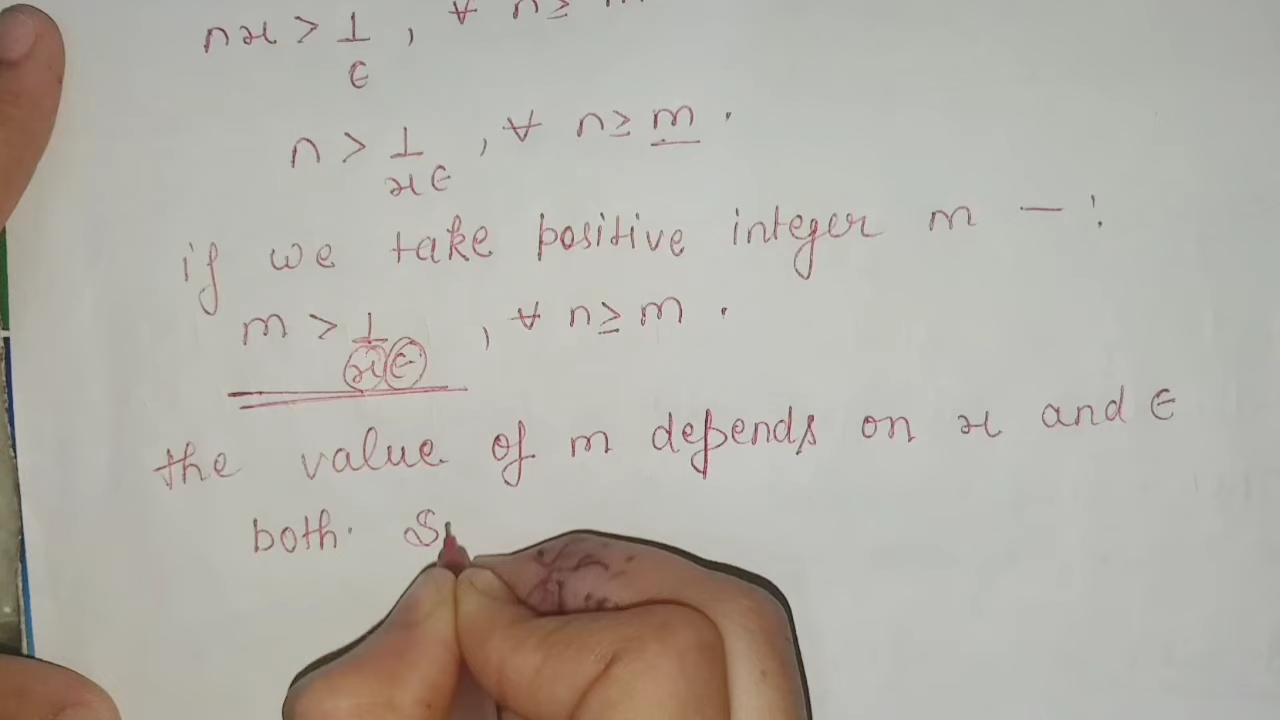 nx > 1/ϵ , ∀ n ≥ m
n > 1/xϵ , ∀ n ≥ m .
if we take positive integer m - :
m > 1/xϵ , ∀ n ≥ m .
the value of m depends on x and ϵ
both. S